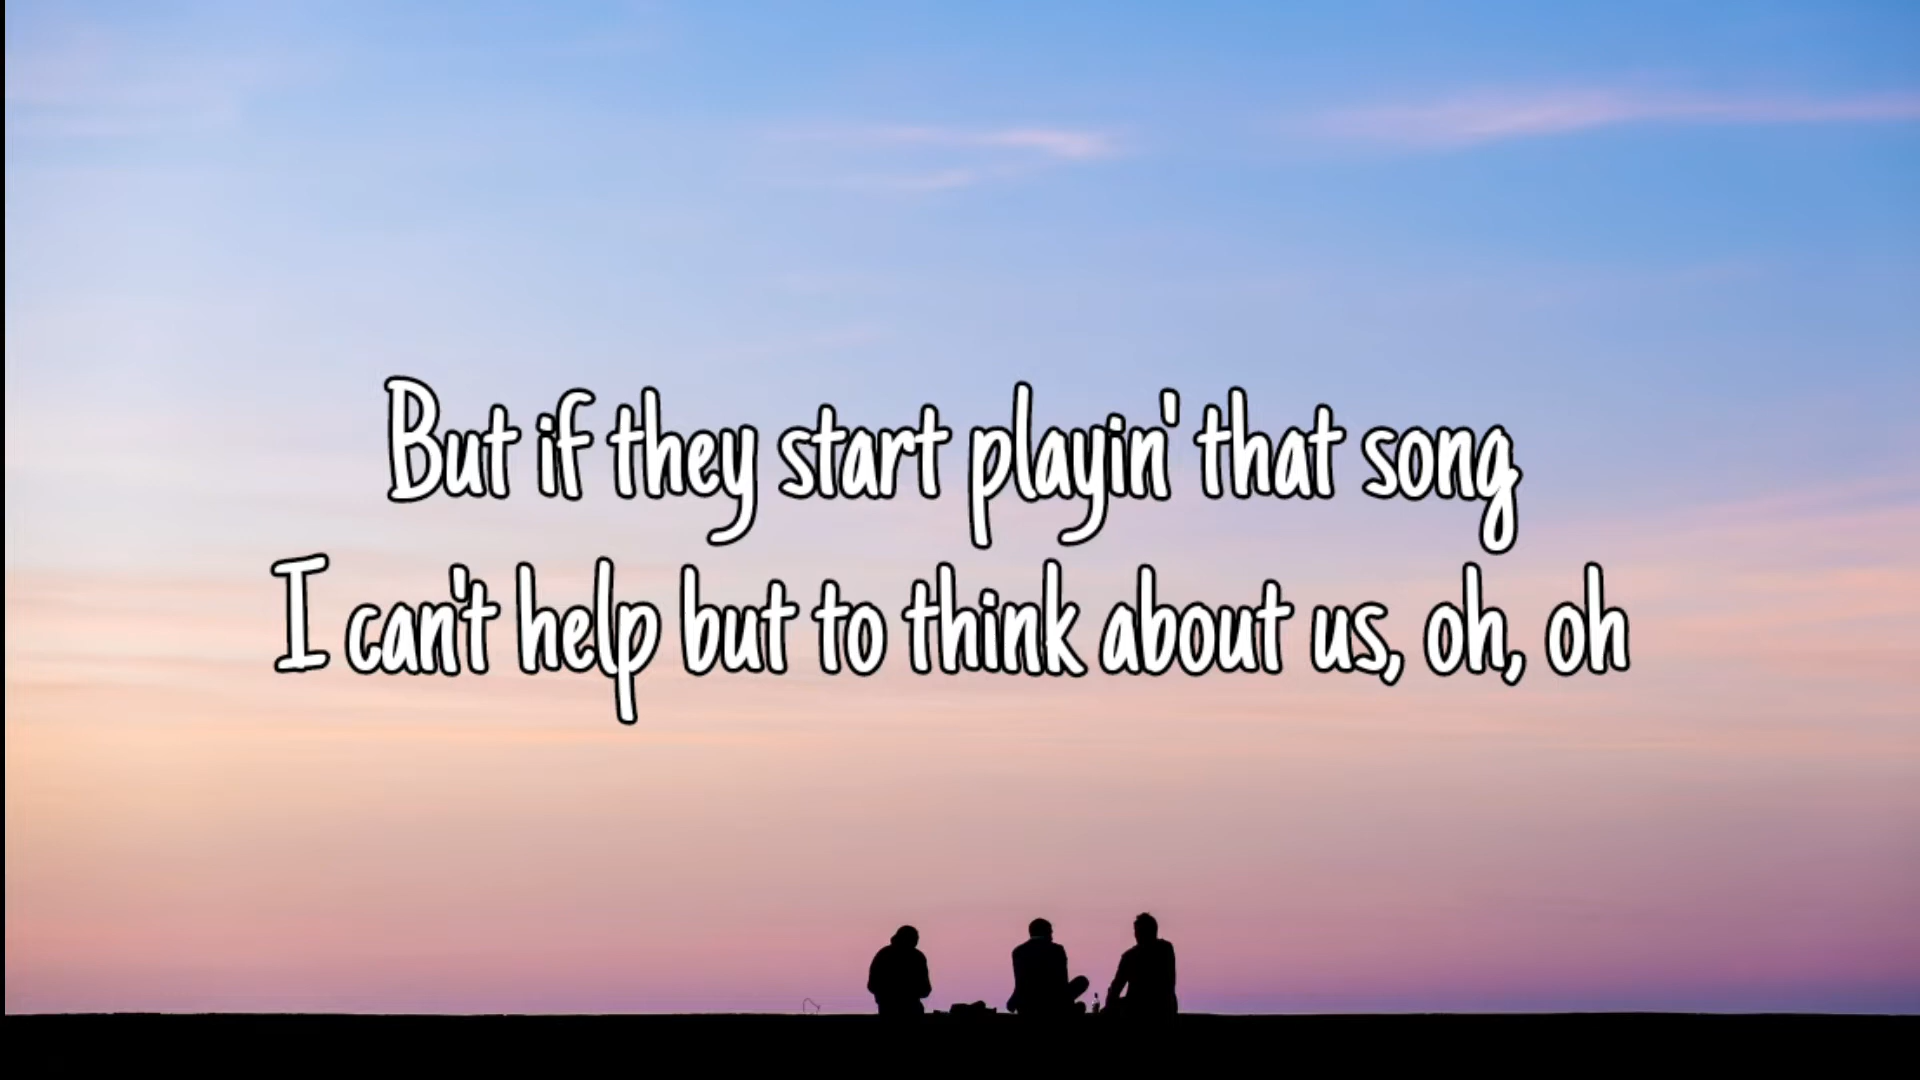 But if they start playin' that song
I can't help but to think about us, oh, oh